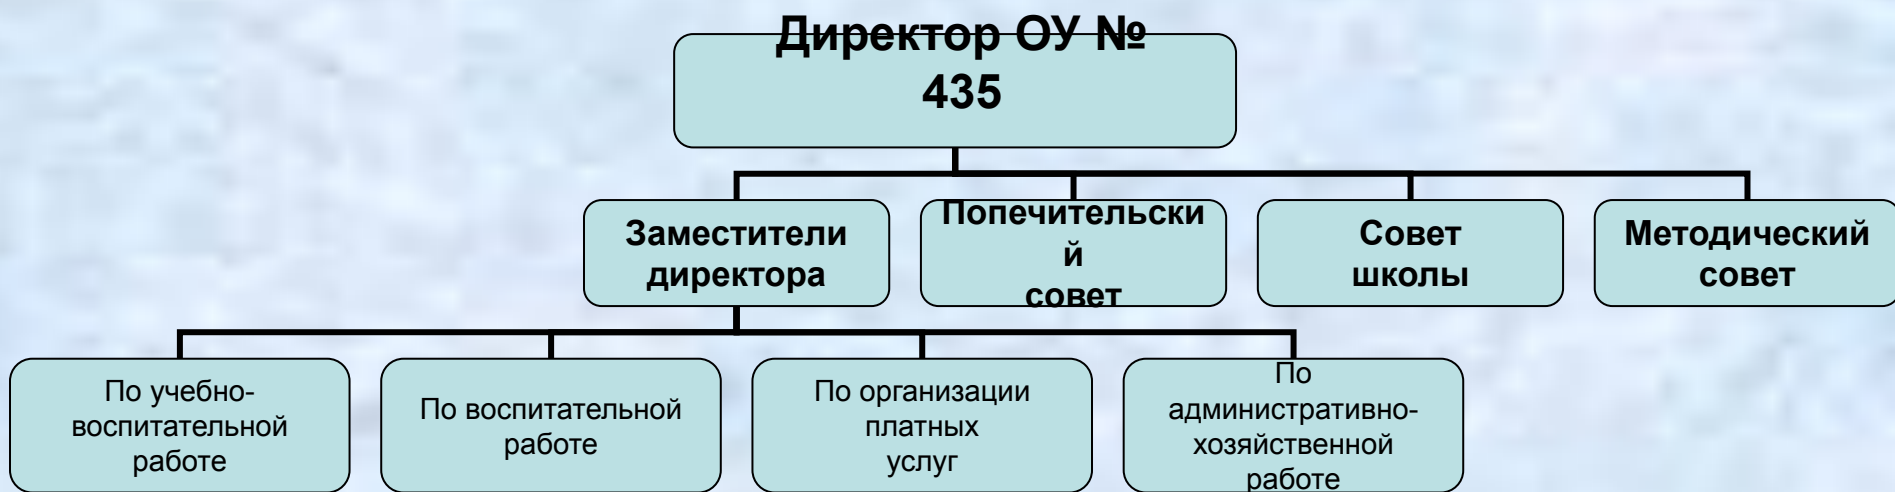 Директор ОУ №
435
Заместители
директора
Попечительски
й
совет
Совет
школы
Методический
совет
По учебно-
воспитательной
работе
По воспитательной
работе
По организации
платных
услуг
По
административно-
хозяйственной
работе